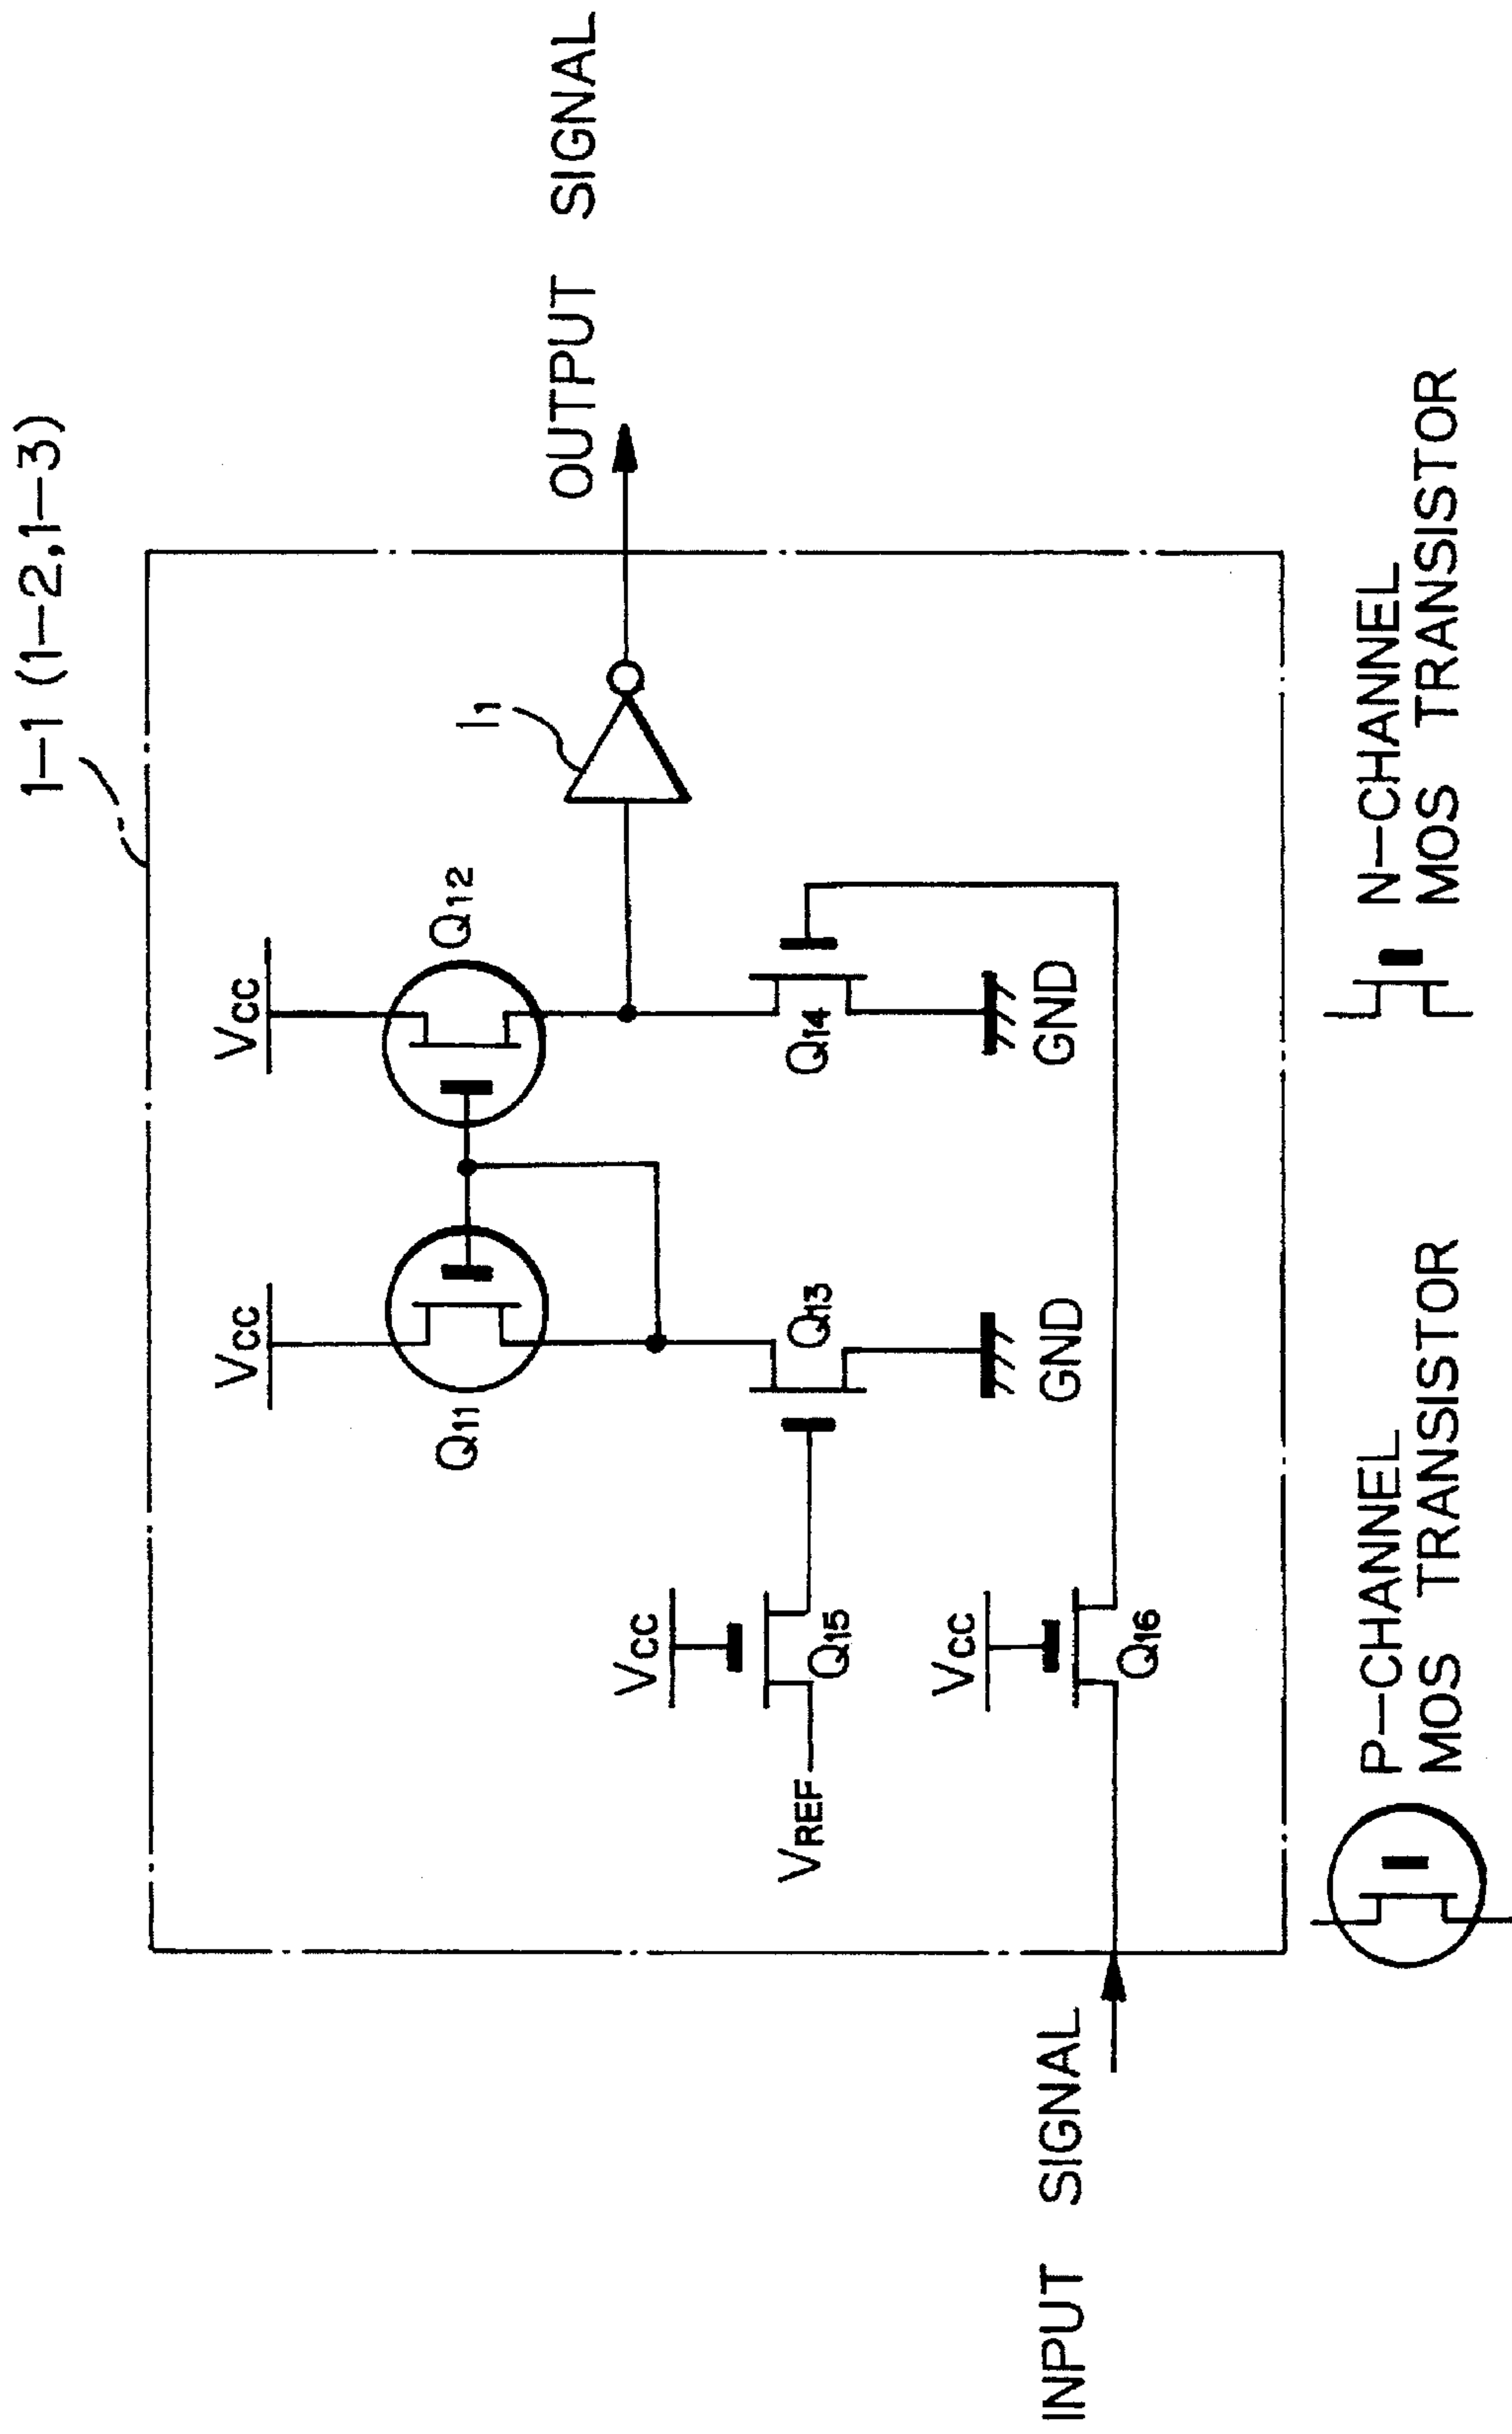 1-1 (1-2,1-3)
VCC
VCC
Q11
Q12
I1
OUTPUT SIGNAL
VCC
VREF
Q15
Q13
Q14
VCC
GND
GND
Q16
INPUT SIGNAL
P-CHANNEL
MOS TRANSISTOR
N-CHANNEL
MOS TRANSISTOR